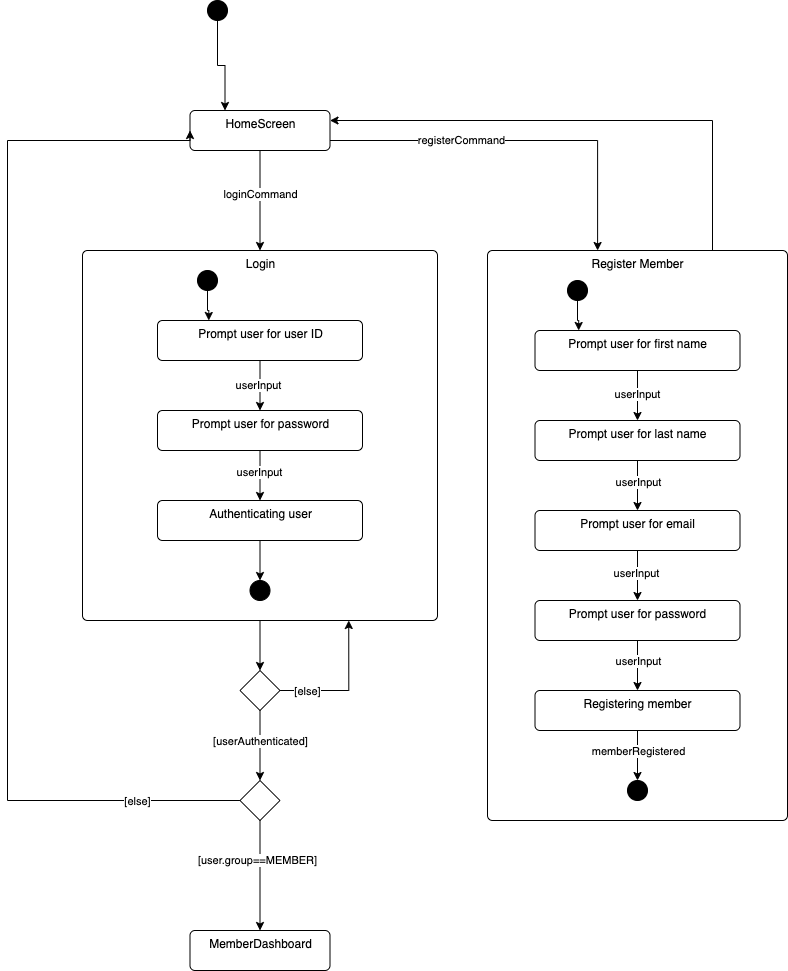 HomeScreen
registerCommand
loginCommand
Login
Prompt user for user ID
userInput
Prompt user for password
userInput
Authenticating user
[else]
[userAuthenticated]
[else]
[user.group==MEMBER]
MemberDashboard
Register Member
Prompt user for first name
userInput
Prompt user for last name
userInput
Prompt user for email
userInput
Prompt user for password
userInput
Registering member
memberRegistered